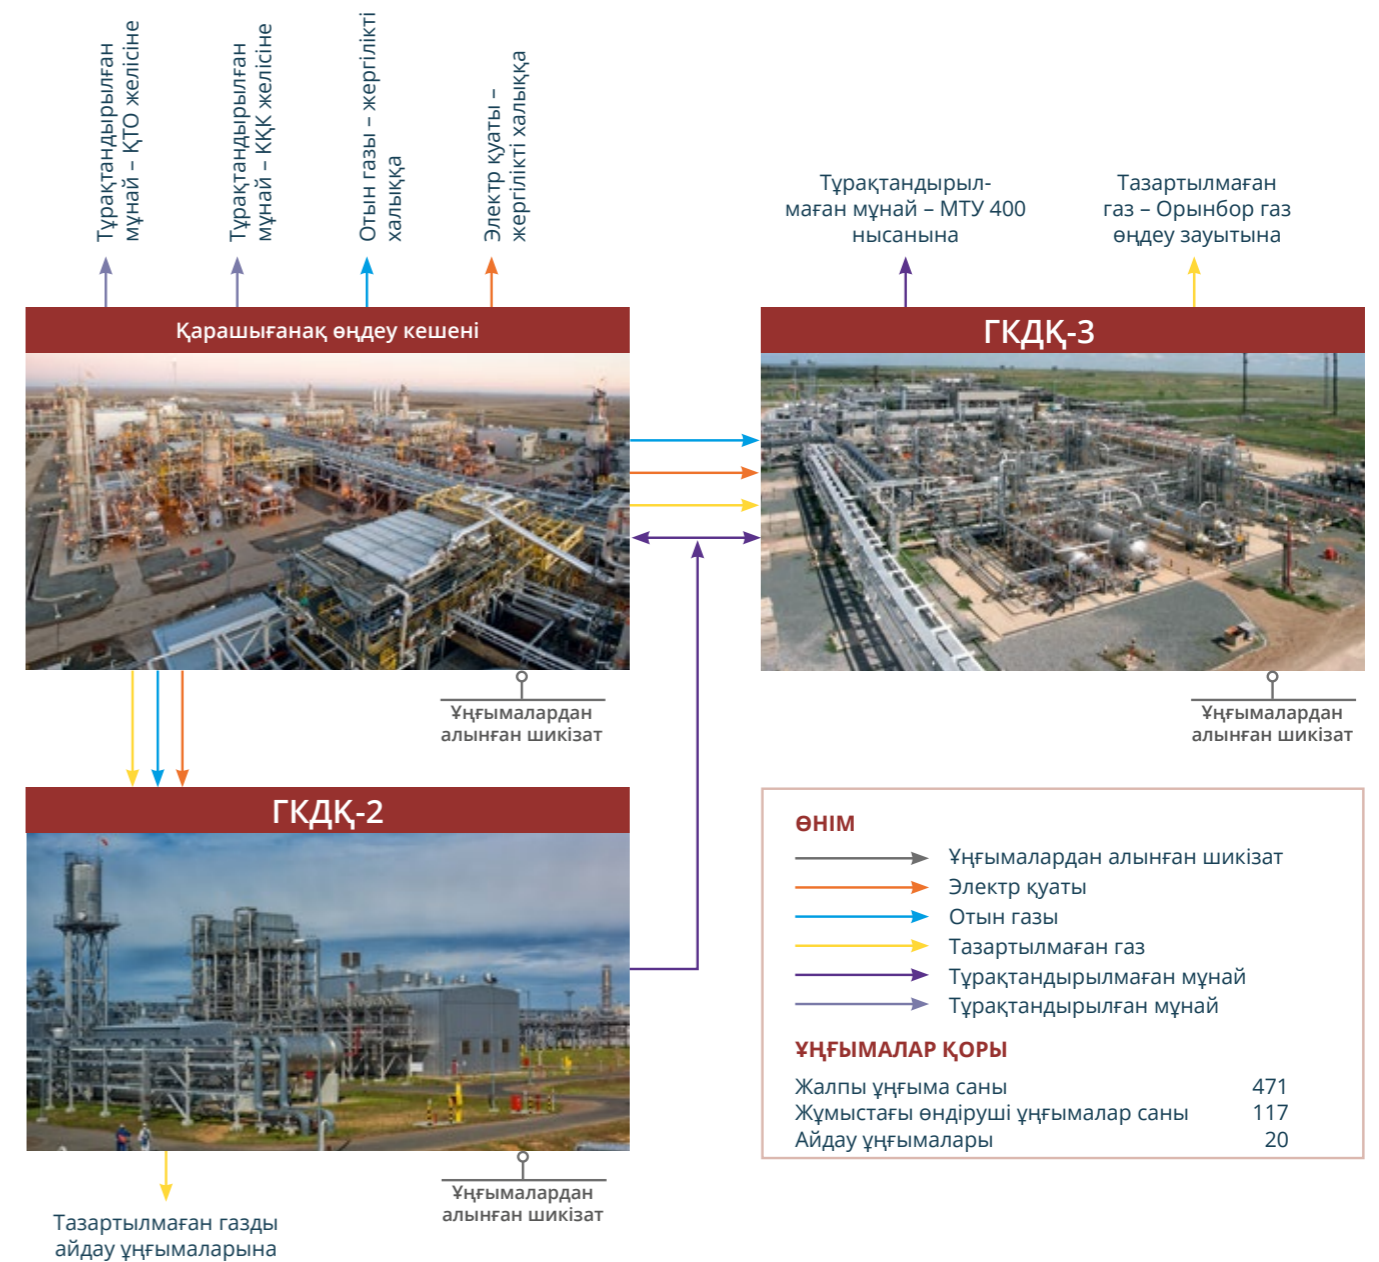 Тұрақтандырылған
мұнай – ҚТО желісіне
Тұрақтандырылған
мұнай – КҚК желісіне
Отын газы – жергілікті
халыққа
Электр қуаты –
жергілікті халыққа
Тұрақтандырыл-
маған мұнай – МТУ 400
нысанына
Тазартылмаған
газ – Орынбор газ
өңдеу зауытына
Қарашығанақ өңдеу кешені
ГКДҚ-3
Ұңғымалардан
алынған шикізат
Ұңғымалардан
алынған шикізат
ГКДҚ-2
Ұңғымалардан
алынған шикізат
Тазартылмаған газды
айдау ұңғымаларына
ӨНІМ
Ұңғымалардан алынған шикізат
Электр қуаты
Отын газы
Тазартылмаған газ
Тұрақтандырылмаған мұнай
Тұрақтандырылған мұнай
ҰҢҒЫМАЛАР ҚОРЫ
Жалпы ұңғыма саны 471
Жұмыстағы өндіруші ұңғымалар саны 117
Айдау ұңғымалары 20